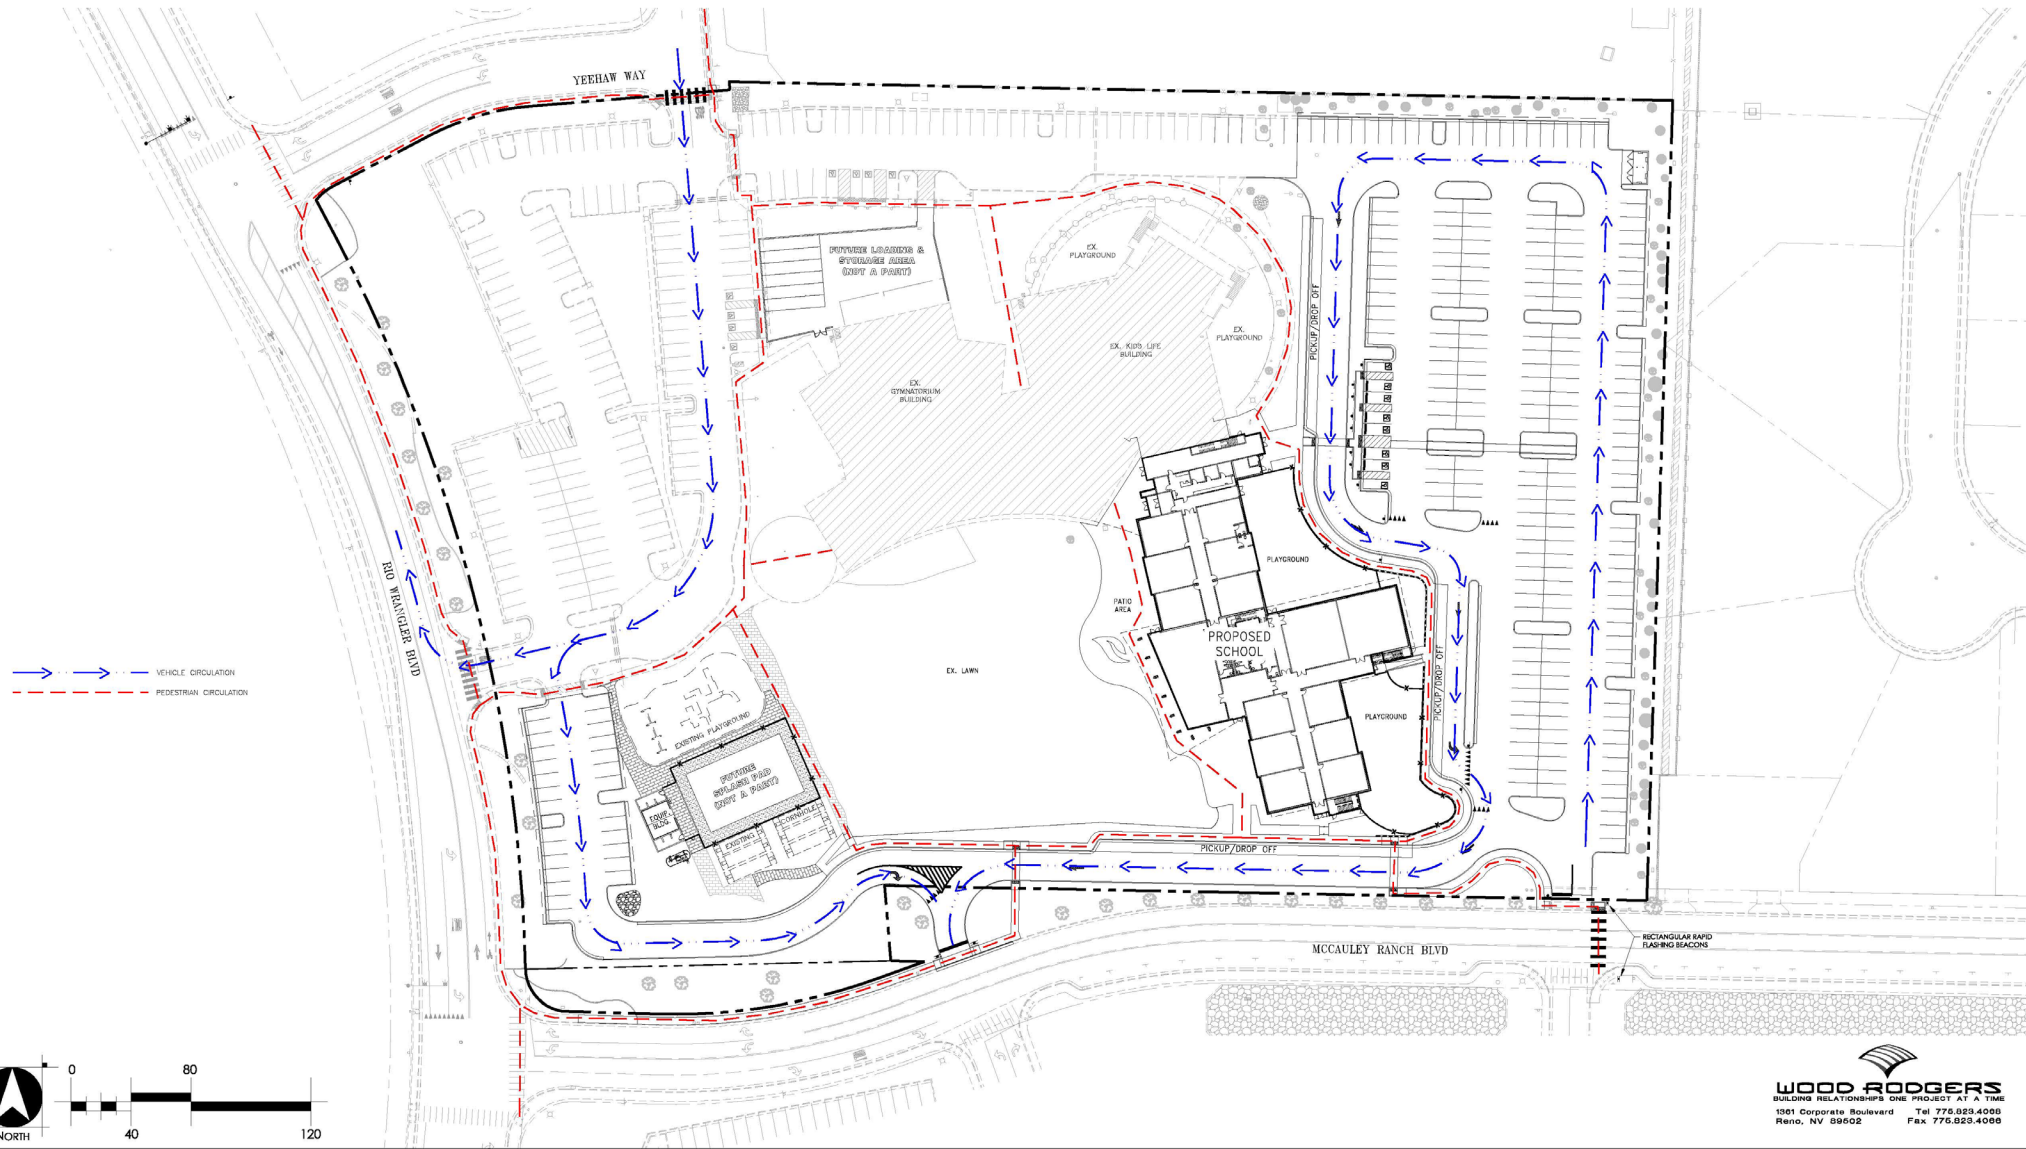 YEEHAW WAY
FUTURE LOADING &
STORAGE AREA
(NOT A PART)
EX.
PLAYGROUND
EX.
PLAYGROUND
EX. KIDS LIFE
BUILDING
EX.
GYMNATORIUM
BUILDING
PICKUP/DROP OFF
RIO WRANGLER BLVD
PLAYGROUND
PATIO
AREA
PROPOSED
SCHOOL
EX. LAWN
PICKUP/DROP OFF
PLAYGROUND
VEHICLE CIRCULATION
PEDESTRIAN CIRCULATION
EXISTING PLAYGROUND
FUTURE
SPLASH PAD
(NOT A PART)
EQUIP.
BLDG.
EXISTING
CORNHOLE
PICKUP/DROP OFF
MCCAULEY RANCH BLVD
RECTANGULAR RAPID
FLASHING BEACONS
NORTH
0 80
40 120
WOOD RODGERS
BUILDING RELATIONSHIPS ONE PROJECT AT A TIME
1361 Corporate Boulevard Tel 775.823.4068
Reno, NV 89502 Fax 775.823.4066